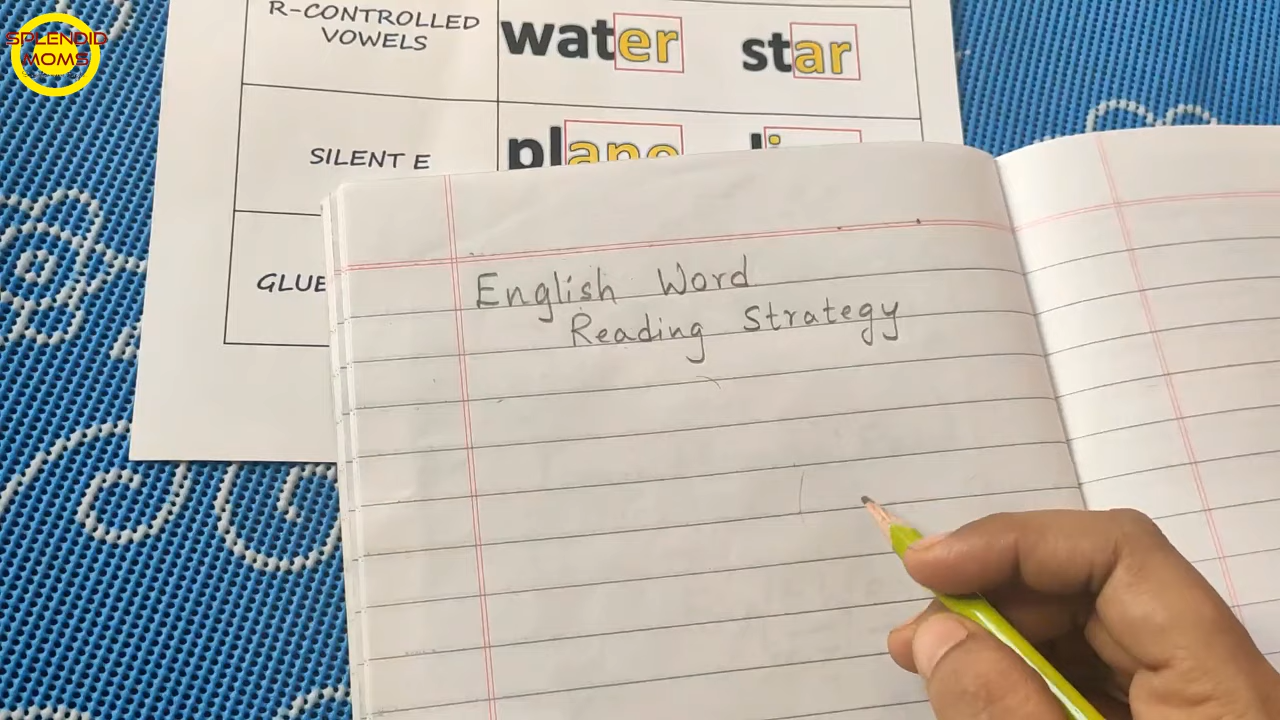 SPLENDID
MOMS
R-CONTROLLED
VOWELS
water star
SILENT E
GLUE
English Word
Reading Strategy